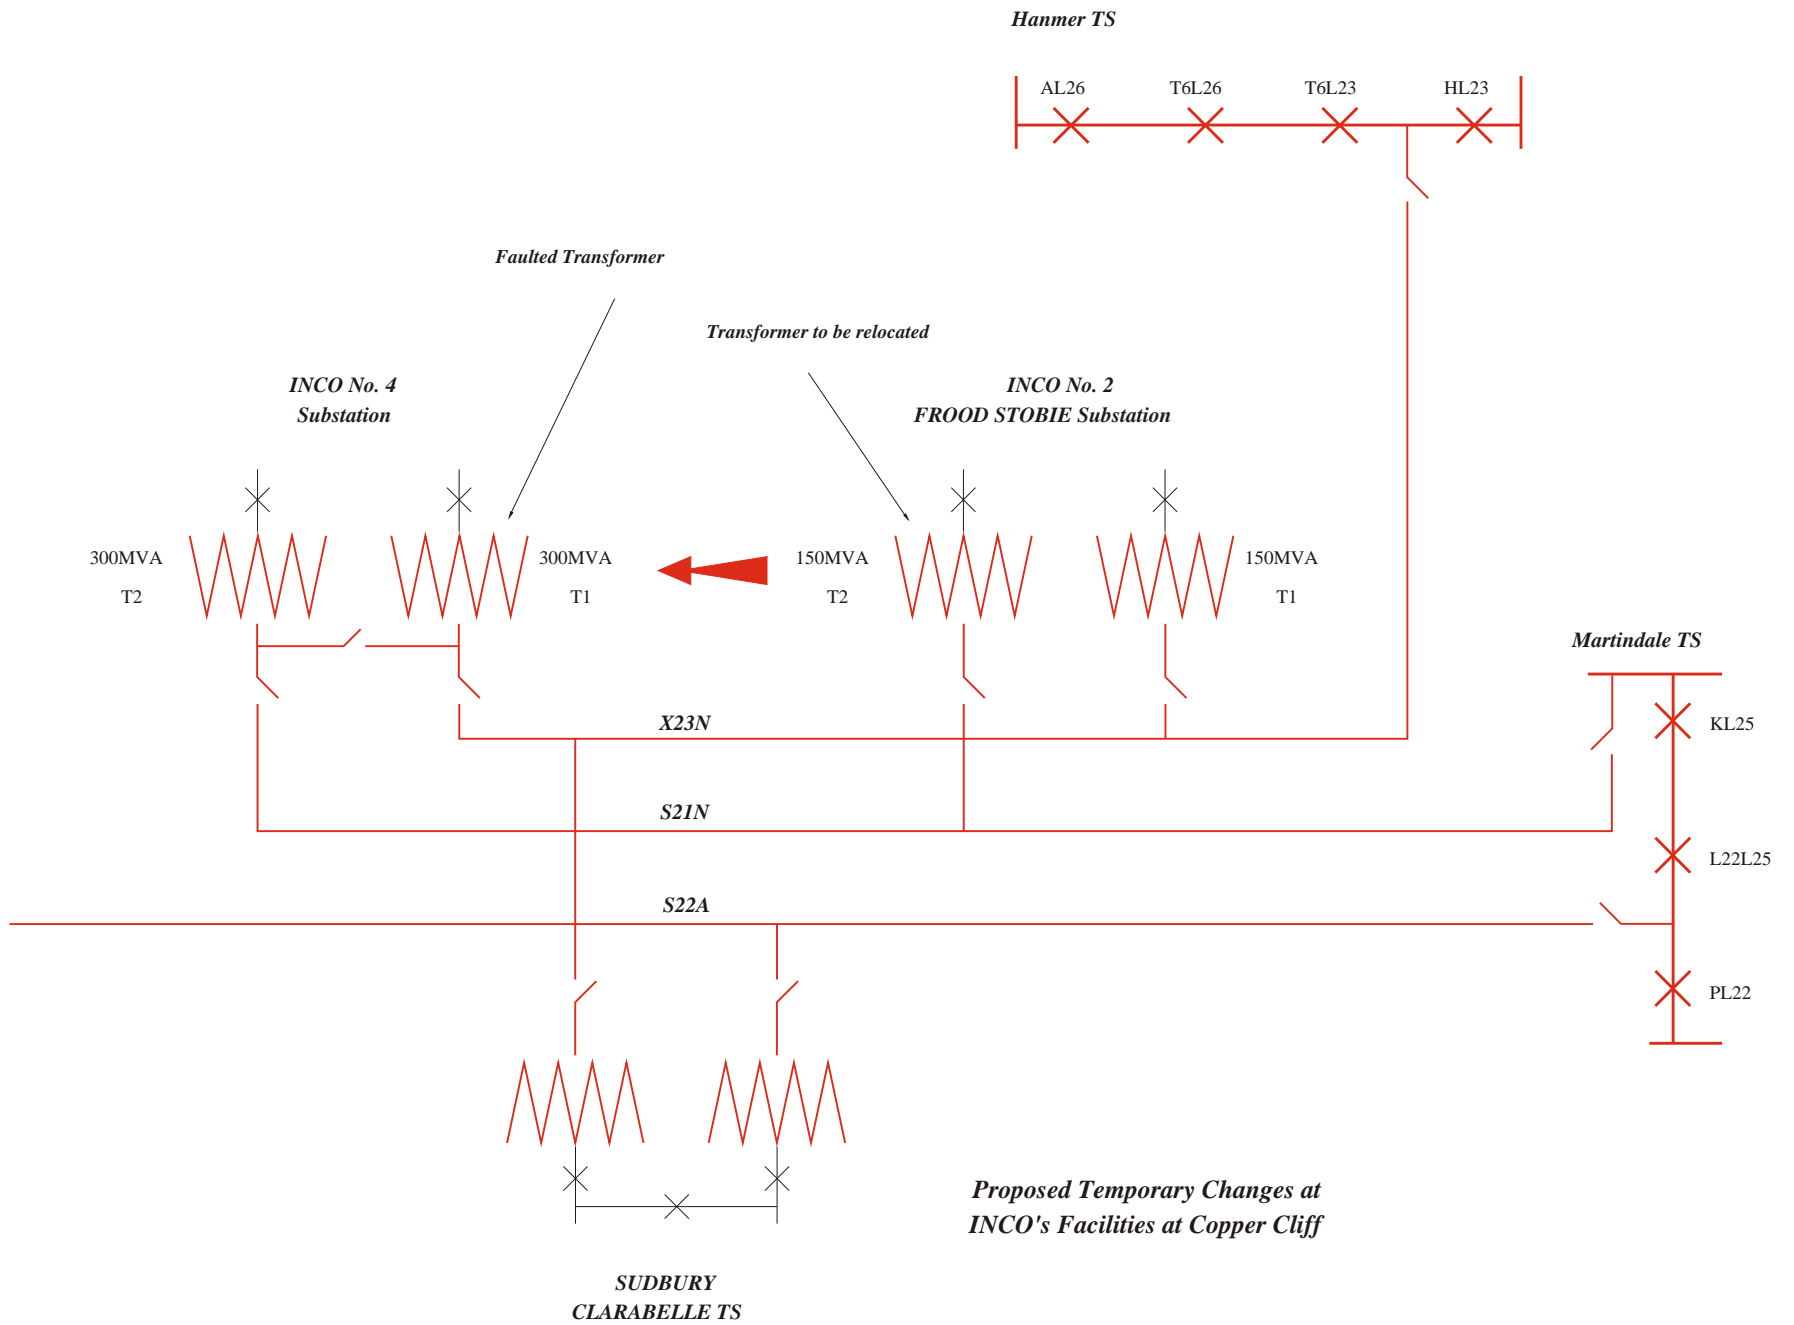 Hanmer TS
AL26
T6L26
T6L23
HL23
Faulted Transformer
Transformer to be relocated
INCO No. 4
Substation
INCO No. 2
FROOD STOBIE Substation
300MVA
T2
300MVA
T1
150MVA
T2
150MVA
T1
Martindale TS
X23N
KL25
S21N
L22L25
S22A
PL22
Proposed Temporary Changes at
INCO's Facilities at Copper Cliff
SUDBURY
CLARABELLE TS